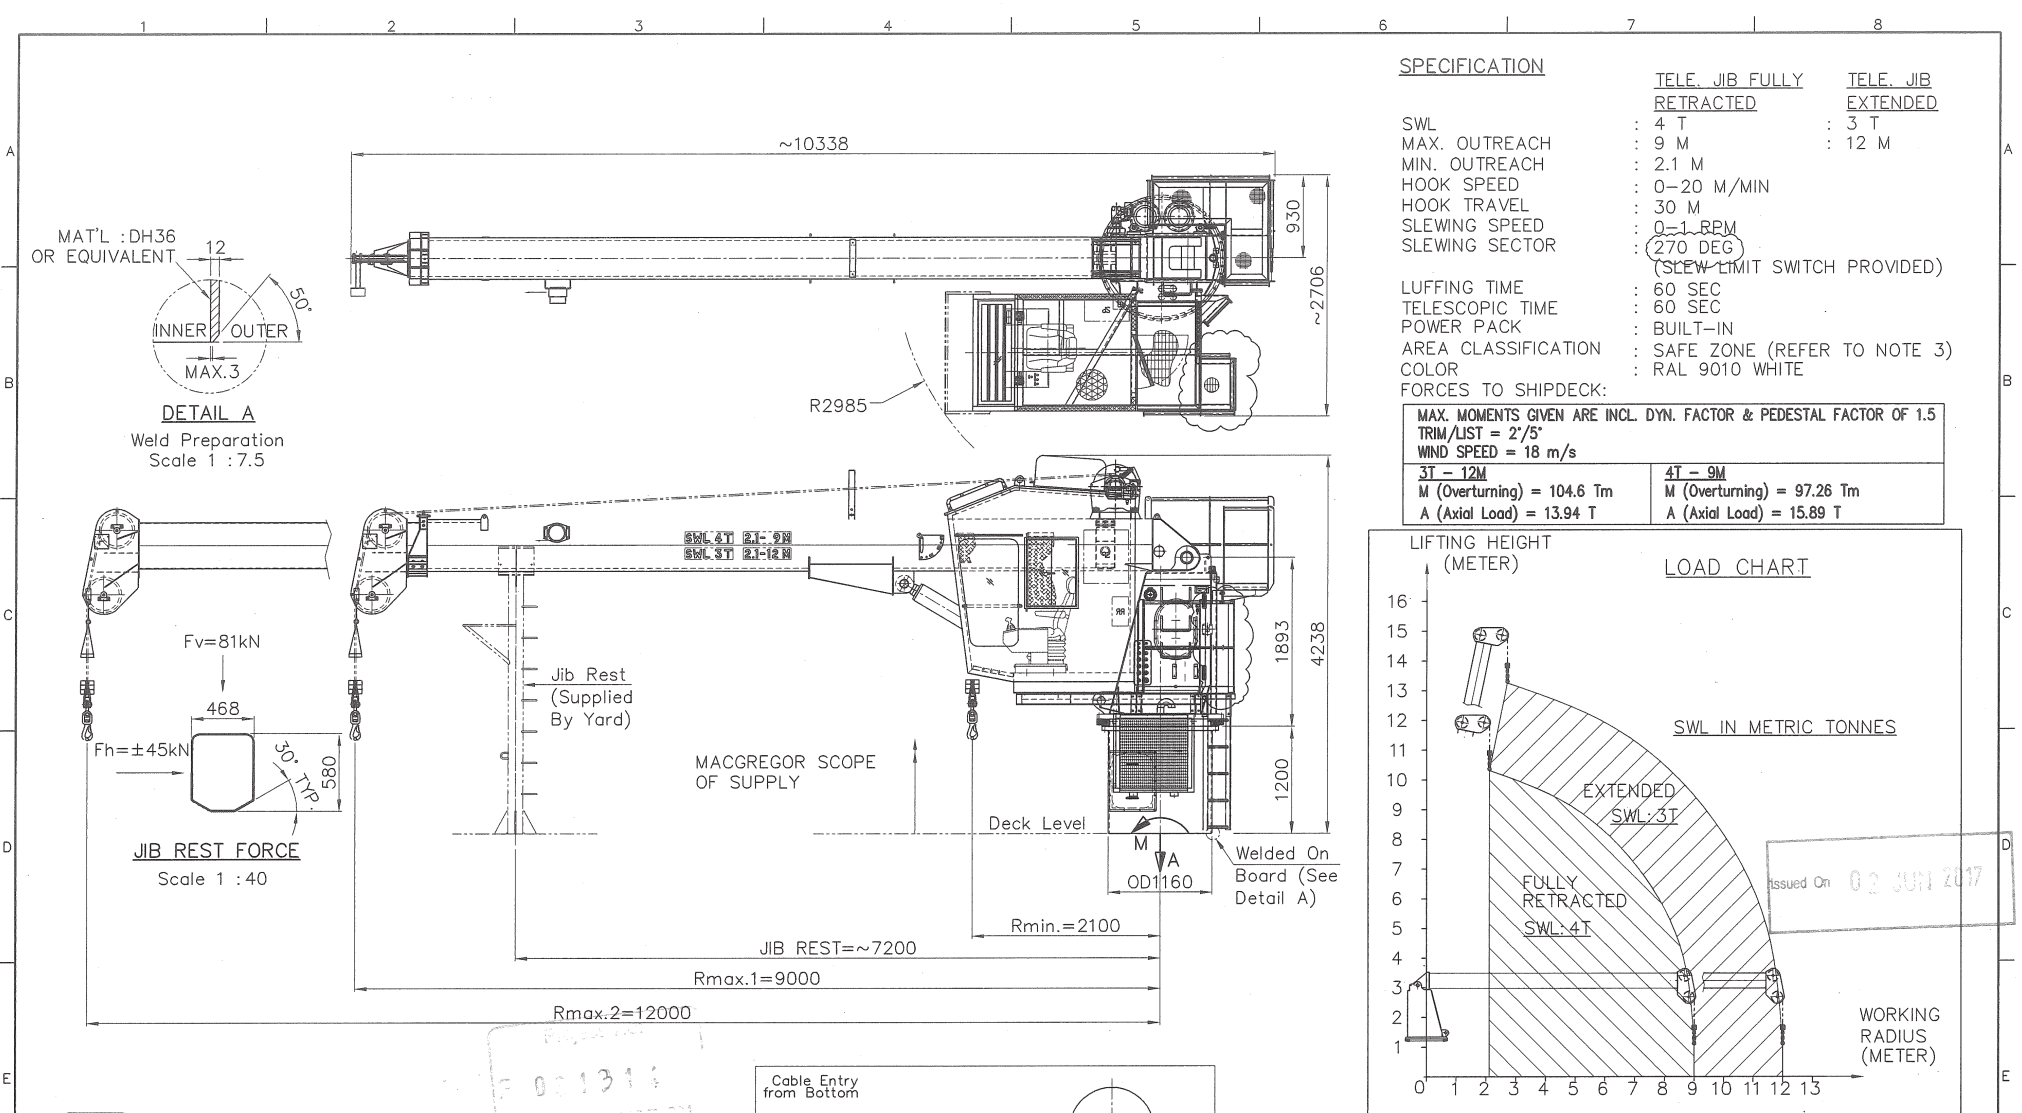 1 2 3 4 5 6 7 8
A
B
C
D
E
A
B
C
D
E
~10338
930
~2706
R2985
MAT'L :DH36
OR EQUIVALENT
12
50°
INNER OUTER
MAX.3
DETAIL A
Weld Preparation
Scale 1 :7.5
SWL 4T 2.1- 9M
SWL 3T 2.1-12M
1893
4238
1200
Fv=81kN
468
Fh=±45kN
30° TYP.
580
JIB REST FORCE
Scale 1 :40
Jib Rest
(Supplied
By Yard)
MACGREGOR SCOPE
OF SUPPLY
Deck Level
M
A
OD1160
Welded On
Board (See
Detail A)
Rmin.=2100
JIB REST=~7200
Rmax.1=9000
Rmax.2=12000
Cable Entry
from Bottom
SPECIFICATION
TELE. JIB FULLY TELE. JIB
RETRACTED EXTENDED
SWL : 4 T : 3 T
MAX. OUTREACH : 9 M : 12 M
MIN. OUTREACH : 2.1 M
HOOK SPEED : 0-20 M/MIN
HOOK TRAVEL : 30 M
SLEWING SPEED : 0-1 RPM
SLEWING SECTOR : 270 DEG
(SLEW LIMIT SWITCH PROVIDED)
LUFFING TIME : 60 SEC
TELESCOPIC TIME : 60 SEC
POWER PACK : BUILT-IN
AREA CLASSIFICATION : SAFE ZONE (REFER TO NOTE 3)
COLOR : RAL 9010 WHITE
FORCES TO SHIPDECK:
MAX. MOMENTS GIVEN ARE INCL. DYN. FACTOR & PEDESTAL FACTOR OF 1.5
TRIM/LIST = 2°/5°
WIND SPEED = 18 m/s
3T - 12M
M (Overturning) = 104.6 Tm
A (Axial Load) = 13.94 T
4T - 9M
M (Overturning) = 97.26 Tm
A (Axial Load) = 15.89 T
LIFTING HEIGHT
(METER)
LOAD CHART
16
15
14
13
12
11
10
9
8
7
6
5
4
3
2
1
SWL IN METRIC TONNES
EXTENDED
SWL: 3T
FULLY
RETRACTED
SWL: 4T
Issued On 02 JUN 2017
WORKING
RADIUS
(METER)
0 1 2 3 4 5 6 7 8 9 10 11 12 13